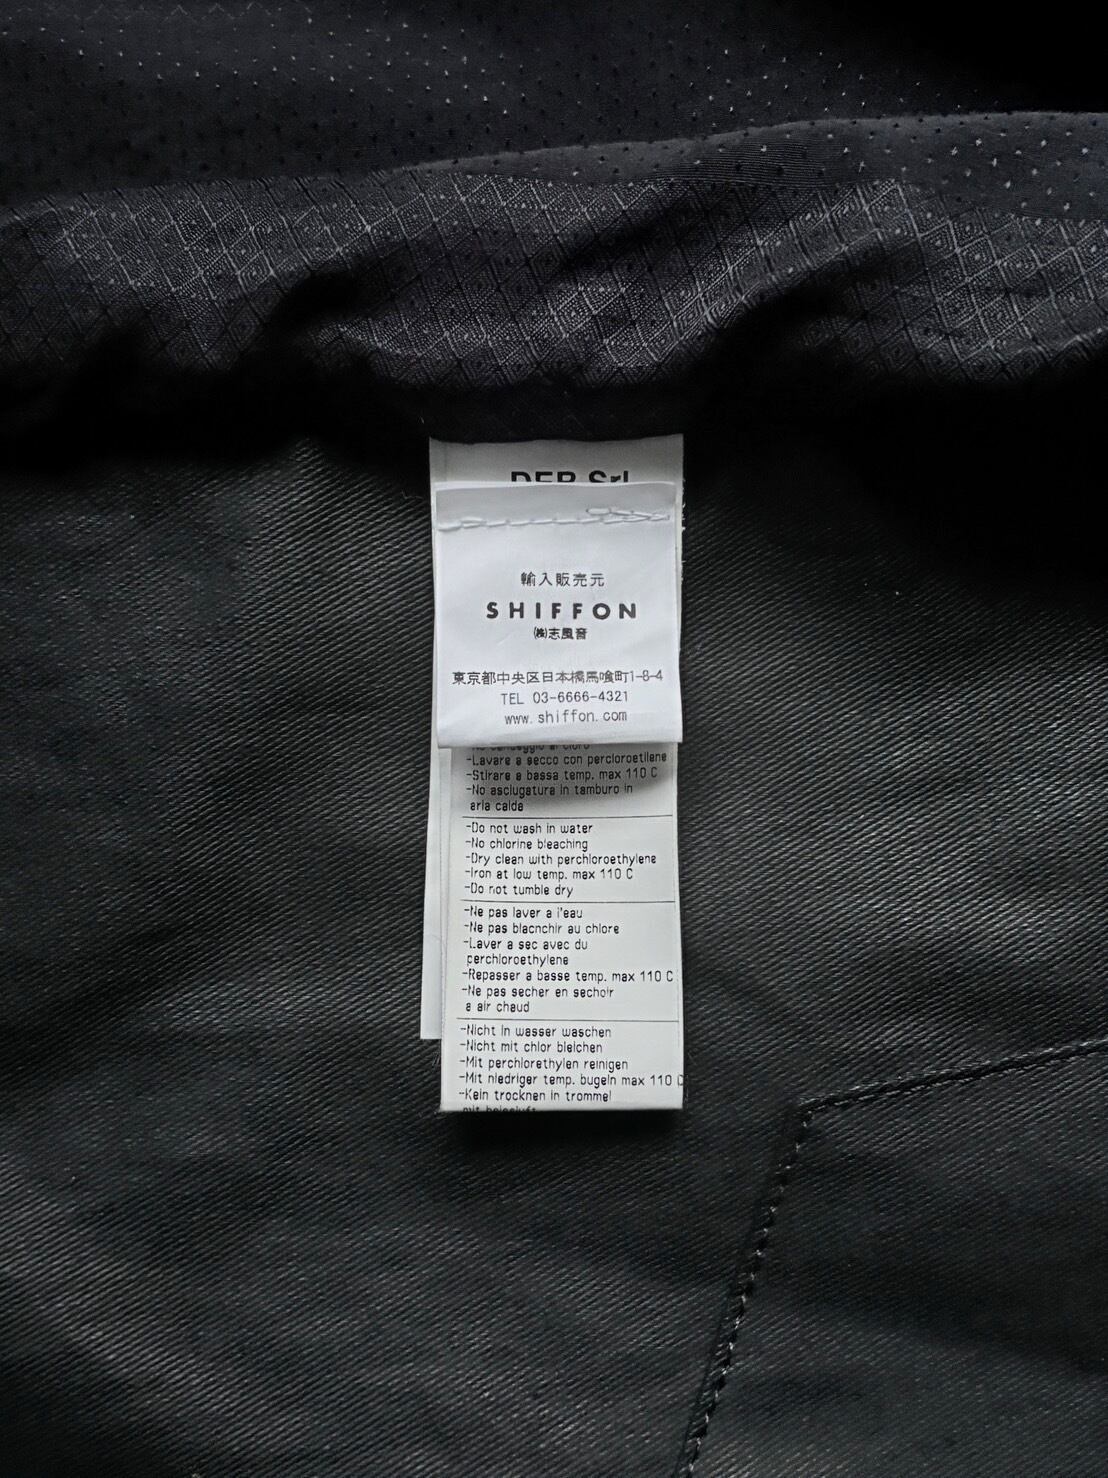 輸入販売元
SHIFFON
㈱志風音
東京都中央区日本橋馬喰町1-8-4
TEL 03-6666-4321
www.shiffon.com
-Lavare a secco con percloroetilene
-Stirare a bassa temp. max 110 C
-No asciugatura in tamburo in
aria calda
-Do not wash in water
-No chlorine bleaching
-Dry clean with perchloroethylene
-Iron at low temp. max 110 C
-Do not tumble dry
-Ne pas laver a l'eau
-Ne pas blacnchir au chlore
-Laver a sec avec du
perchloroethylene
-Repasser a basse temp. max 110 C
-Ne pas secher en sechoir
a air chaud
-Nicht in wasser waschen
-Nicht mit chlor bleichen
-Mit perchlorethylen reinigen
-Mit niedriger temp. bugeln max 110 C
-Kein trocknen in trommel